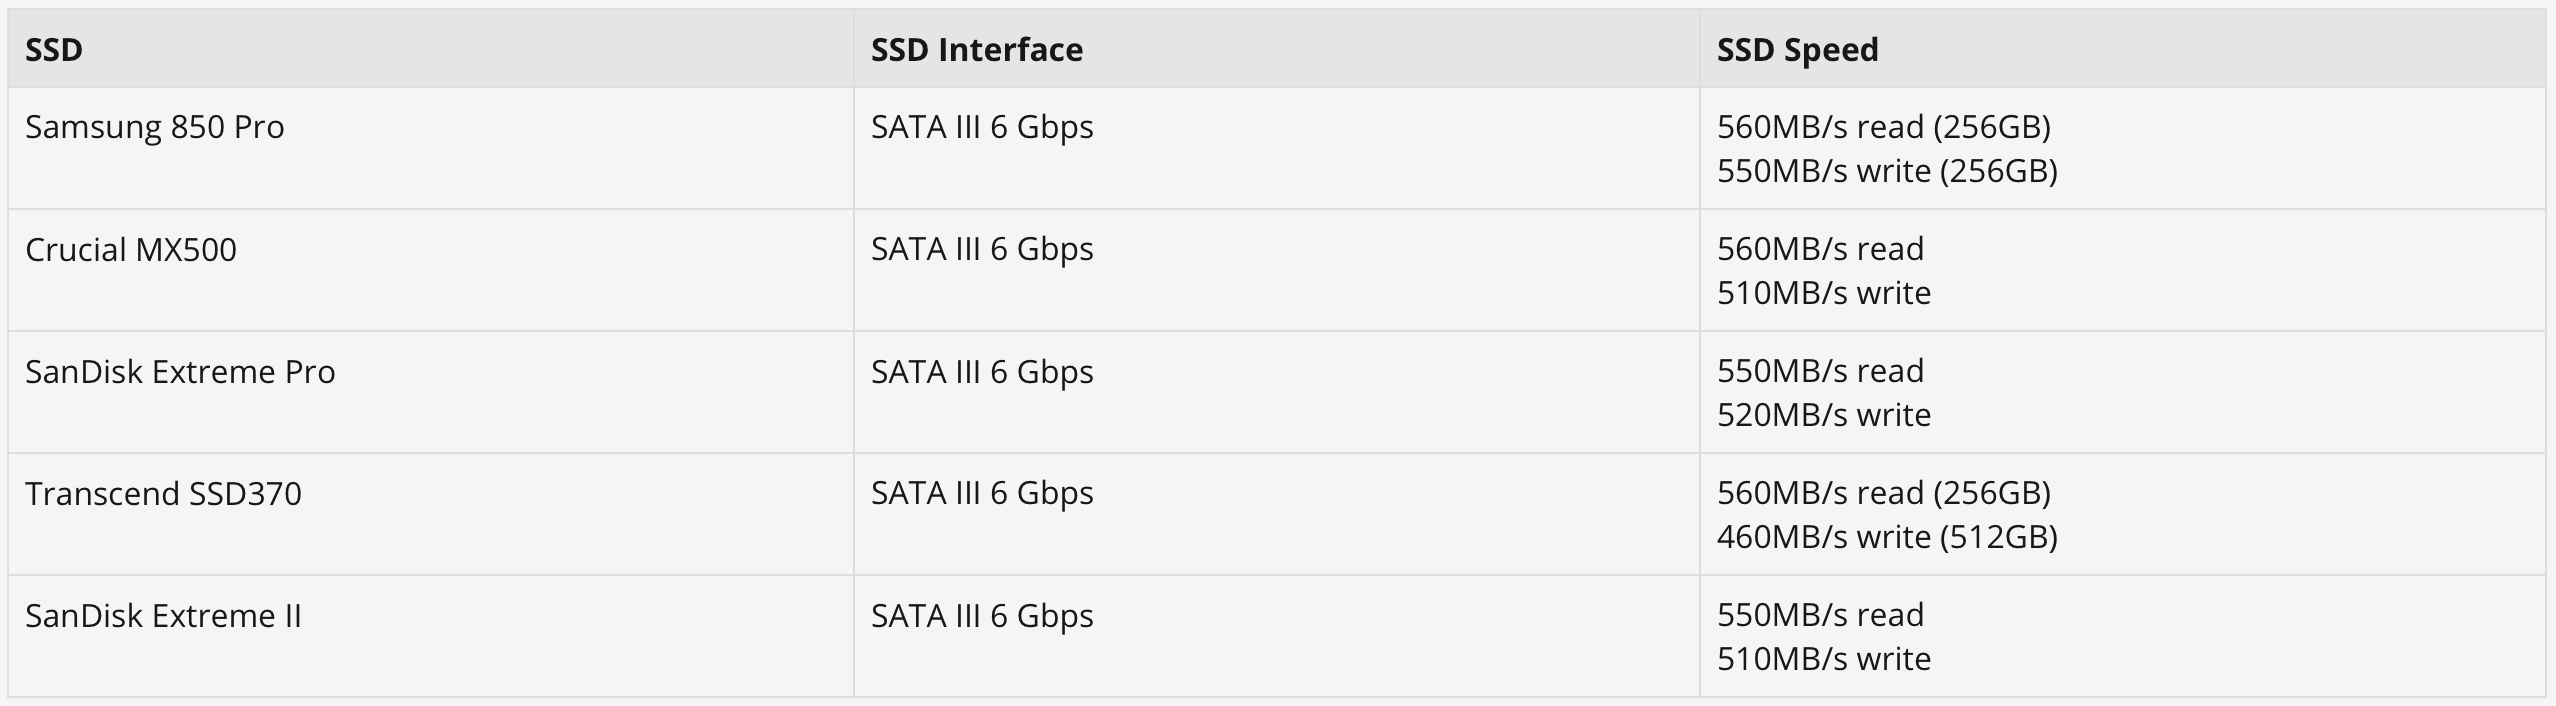 SSD SSD Interface SSD Speed
Samsung 850 Pro SATA III 6 Gbps 560MB/s read (256GB)
550MB/s write (256GB)
Crucial MX500 SATA III 6 Gbps 560MB/s read
510MB/s write
SanDisk Extreme Pro SATA III 6 Gbps 550MB/s read
520MB/s write
Transcend SSD370 SATA III 6 Gbps 560MB/s read (256GB)
460MB/s write (512GB)
SanDisk Extreme II SATA III 6 Gbps 550MB/s read
510MB/s write